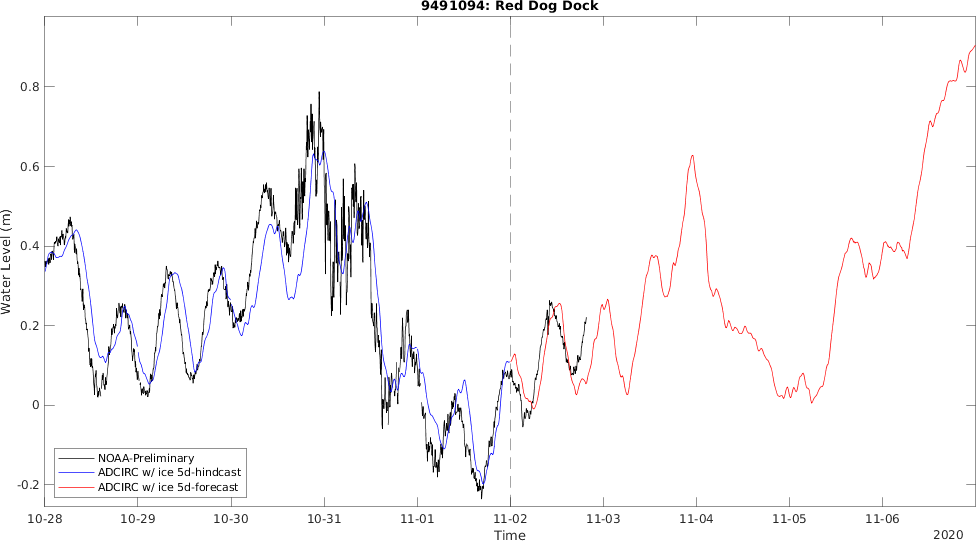 9491094: Red Dog Dock
Water Level (m)
0.8
0.6
0.4
0.2
0
-0.2
NOAA-Preliminary
ADCIRC w/ ice 5d-hindcast
ADCIRC w/ ice 5d-forecast
10-28 10-29 10-30 10-31 11-01 11-02 11-03 11-04 11-05 11-06
Time
2020